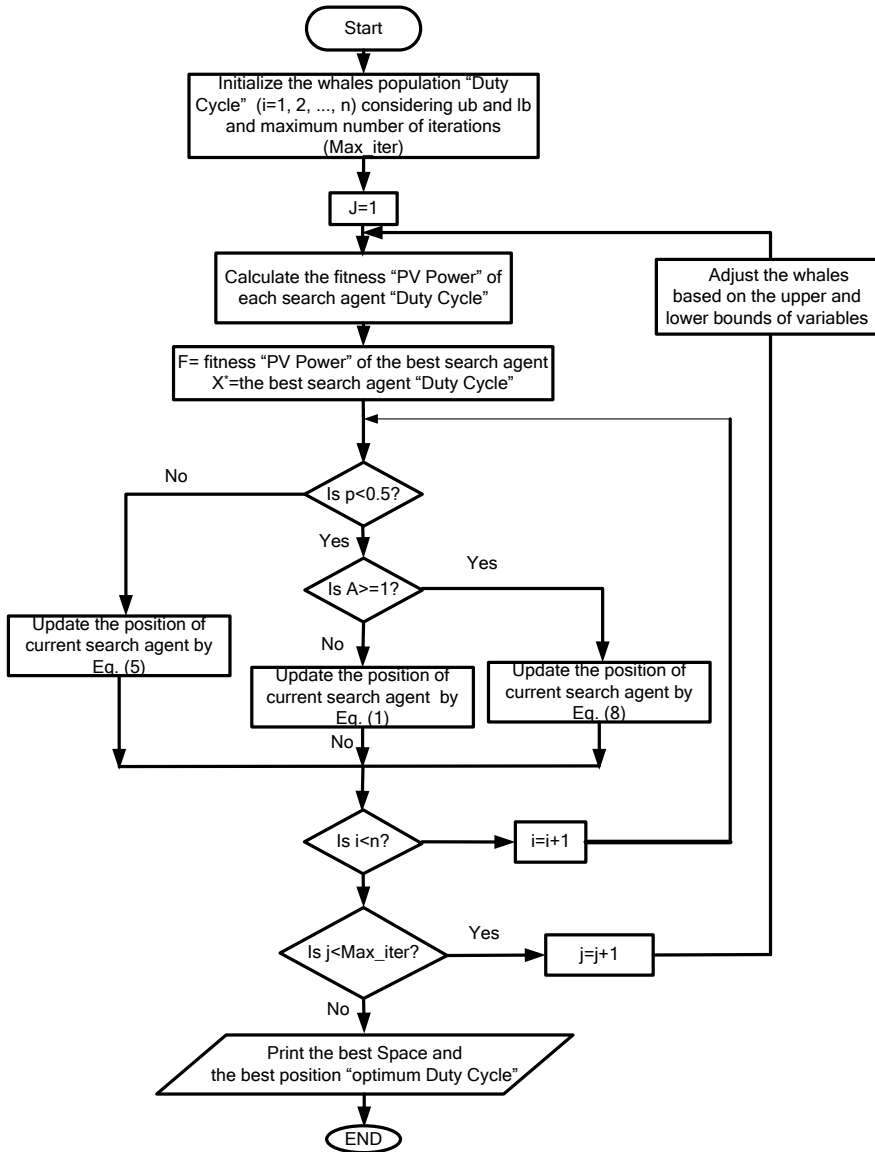 Start
Initialize the whales population “Duty
Cycle”  (i=1, 2, ..., n) considering ub and lb
and maximum number of iterations
(Max_iter)
J=1
Calculate the fitness “PV Power” of
each search agent “Duty Cycle”
Adjust the whales
based on the upper and
lower bounds of variables
F= fitness “PV Power” of the best search agent
X*=the best search agent “Duty Cycle”
No
Is p<0.5?
Yes
Yes
Is A>=1?
Update the position of
current search agent by
Eq. (5)
No
Update the position of
current search agent  by
Eq. (1)
Update the position of
current search agent by
Eq. (8)
No
Is i<n?
i=i+1
Is j<Max_iter?
Yes
j=j+1
No
Print the best Space and
the best position “optimum Duty Cycle”
END